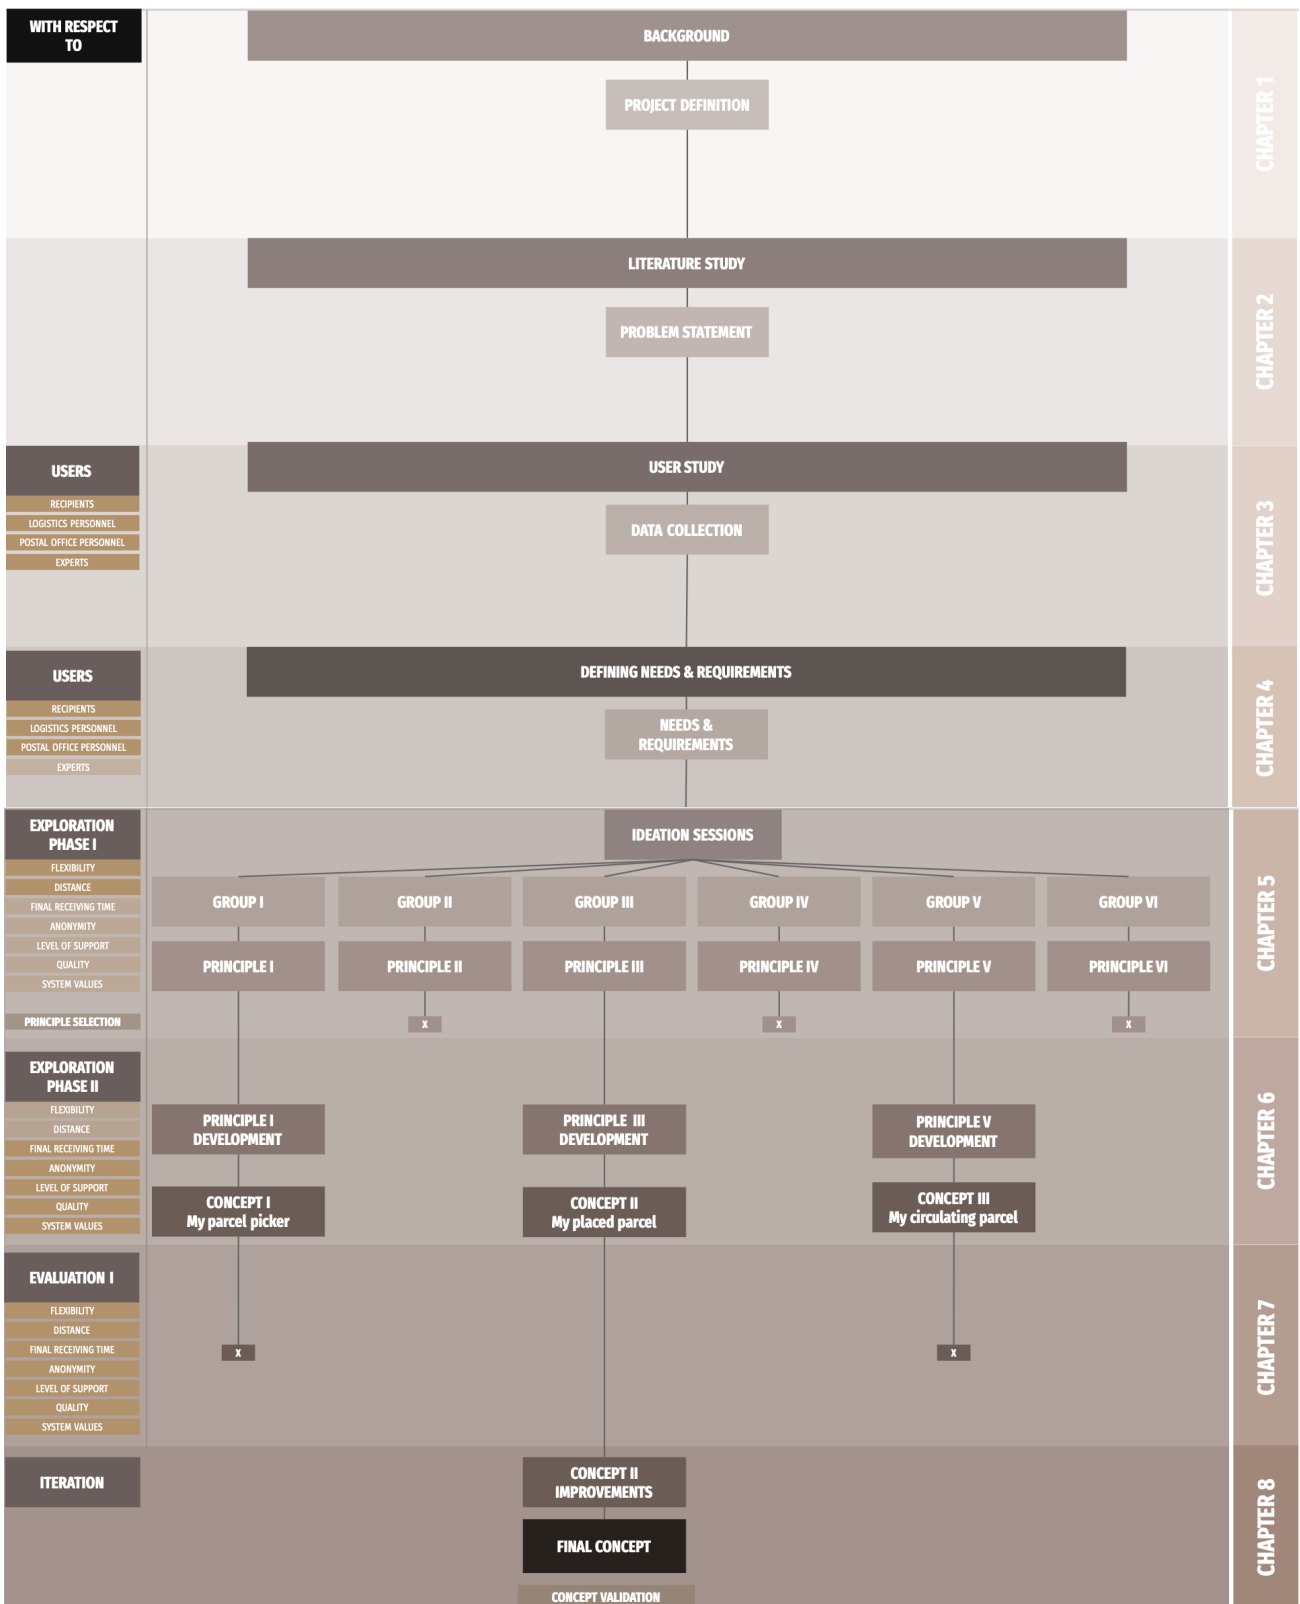 WITH RESPECT
TO
BACKGROUND
PROJECT DEFINITION
CHAPTER 1
LITERATURE STUDY
PROBLEM STATEMENT
CHAPTER 2
USERS
RECIPIENTS
LOGISTICS PERSONNEL
POSTAL OFFICE PERSONNEL
EXPERTS
USER STUDY
DATA COLLECTION
CHAPTER 3
USERS
RECIPIENTS
LOGISTICS PERSONNEL
POSTAL OFFICE PERSONNEL
EXPERTS
DEFINING NEEDS & REQUIREMENTS
NEEDS &
REQUIREMENTS
CHAPTER 4
EXPLORATION
PHASE I
FLEXIBILITY
DISTANCE
FINAL RECEIVING TIME
ANONYMITY
LEVEL OF SUPPORT
QUALITY
SYSTEM VALUES
PRINCIPLE SELECTION
IDEATION SESSIONS
GROUP I
GROUP II
GROUP III
GROUP IV
GROUP V
GROUP VI
PRINCIPLE I
PRINCIPLE II
PRINCIPLE III
PRINCIPLE IV
PRINCIPLE V
PRINCIPLE VI
X
X
X
CHAPTER 5
EXPLORATION
PHASE II
FLEXIBILITY
DISTANCE
FINAL RECEIVING TIME
ANONYMITY
LEVEL OF SUPPORT
QUALITY
SYSTEM VALUES
PRINCIPLE I
DEVELOPMENT
PRINCIPLE III
DEVELOPMENT
PRINCIPLE V
DEVELOPMENT
CONCEPT I
My parcel picker
CONCEPT II
My placed parcel
CONCEPT III
My circulating parcel
CHAPTER 6
EVALUATION I
FLEXIBILITY
DISTANCE
FINAL RECEIVING TIME
ANONYMITY
LEVEL OF SUPPORT
QUALITY
SYSTEM VALUES
X
X
CHAPTER 7
ITERATION
CONCEPT II
IMPROVEMENTS
FINAL CONCEPT
CONCEPT VALIDATION
CHAPTER 8